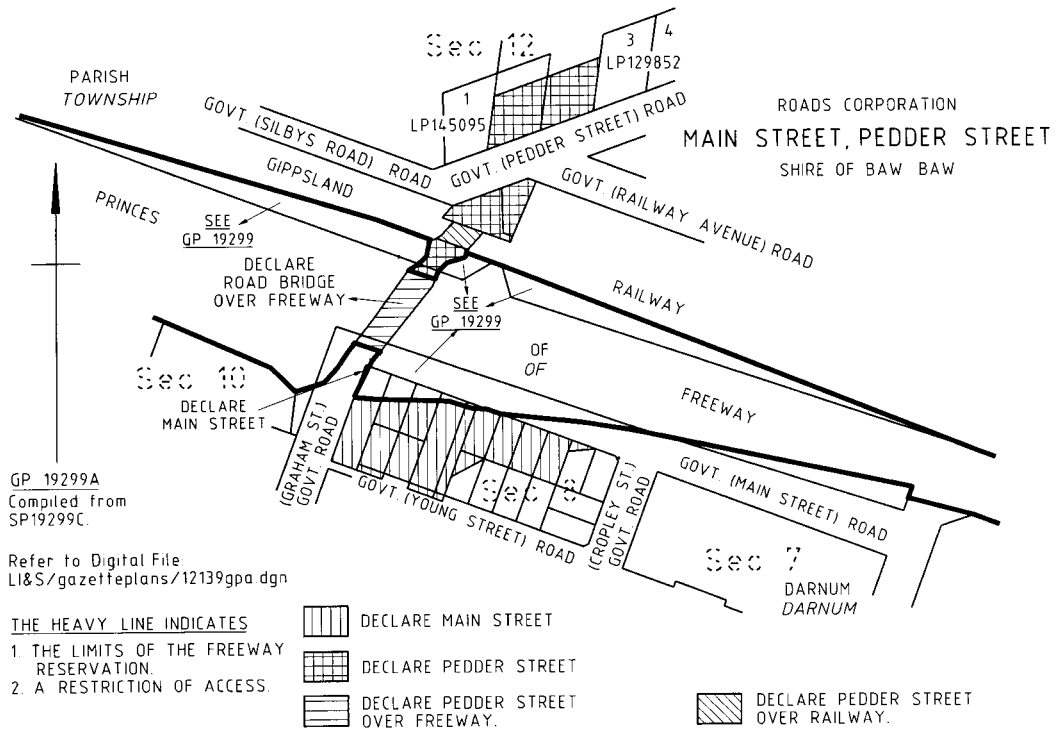 Sec 12
3
4
LP129852
1
LP145095
PARISH
TOWNSHIP
GOVT. (SILBYS ROAD) ROAD
GOVT. (PEDDER STREET) ROAD
GOVT. (RAILWAY AVENUE) ROAD
ROADS CORPORATION
MAIN STREET, PEDDER STREET
SHIRE OF BAW BAW
GIPPSLAND
PRINCES
SEE
GP 19299
DECLARE
ROAD BRIDGE
OVER FREEWAY
SEE
GP 19299
RAILWAY
OF
OF
FREEWAY
Sec 10
DECLARE
MAIN STREET
(GRAHAM ST.)
GOVT. ROAD
GOVT. (YOUNG STREET) ROAD
(CROPLEY ST.)
GOVT. ROAD
GOVT. (MAIN STREET) ROAD
Sec 7
DARNUM
DARNUM
GP 19299A
Compiled from
SP19299C.
Refer to Digital File:
LI&S/gazetteplans/12139gpa.dgn
THE HEAVY LINE INDICATES
1. THE LIMITS OF THE FREEWAY
RESERVATION.
2. A RESTRICTION OF ACCESS.
DECLARE MAIN STREET
DECLARE PEDDER STREET
DECLARE PEDDER STREET
OVER FREEWAY.
DECLARE PEDDER STREET
OVER RAILWAY.